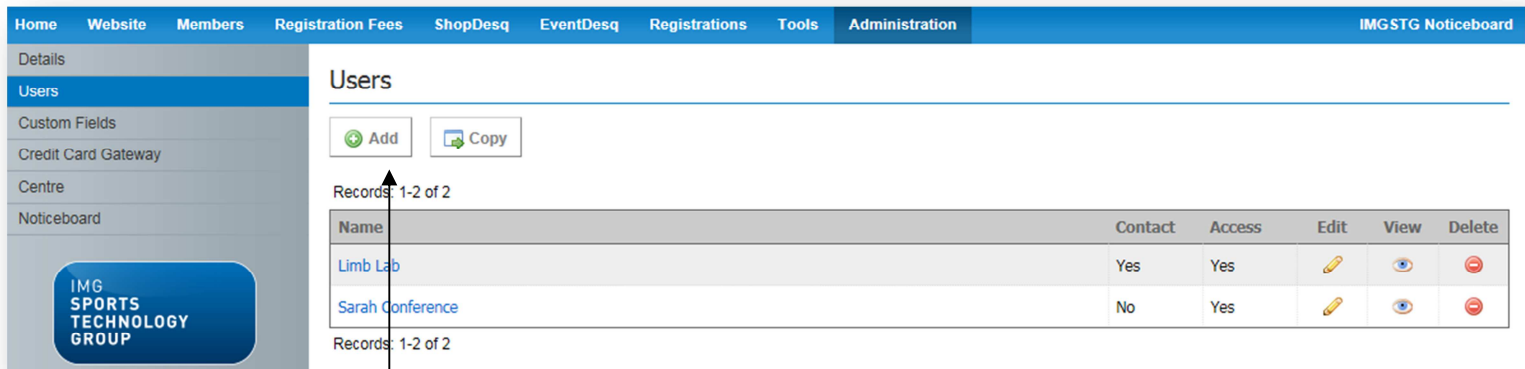 Home Website Members Registration Fees ShopDesq EventDesq Registrations Tools Administration IMGSTG Noticeboard
Details
Users
Custom Fields
Credit Card Gateway
Centre
Noticeboard
IMG
SPORTS
TECHNOLOGY
GROUP
Users
Add Copy
Records: 1-2 of 2
Name Contact Access Edit View Delete
Limb Lab Yes Yes
Sarah Conference No Yes
Records: 1-2 of 2